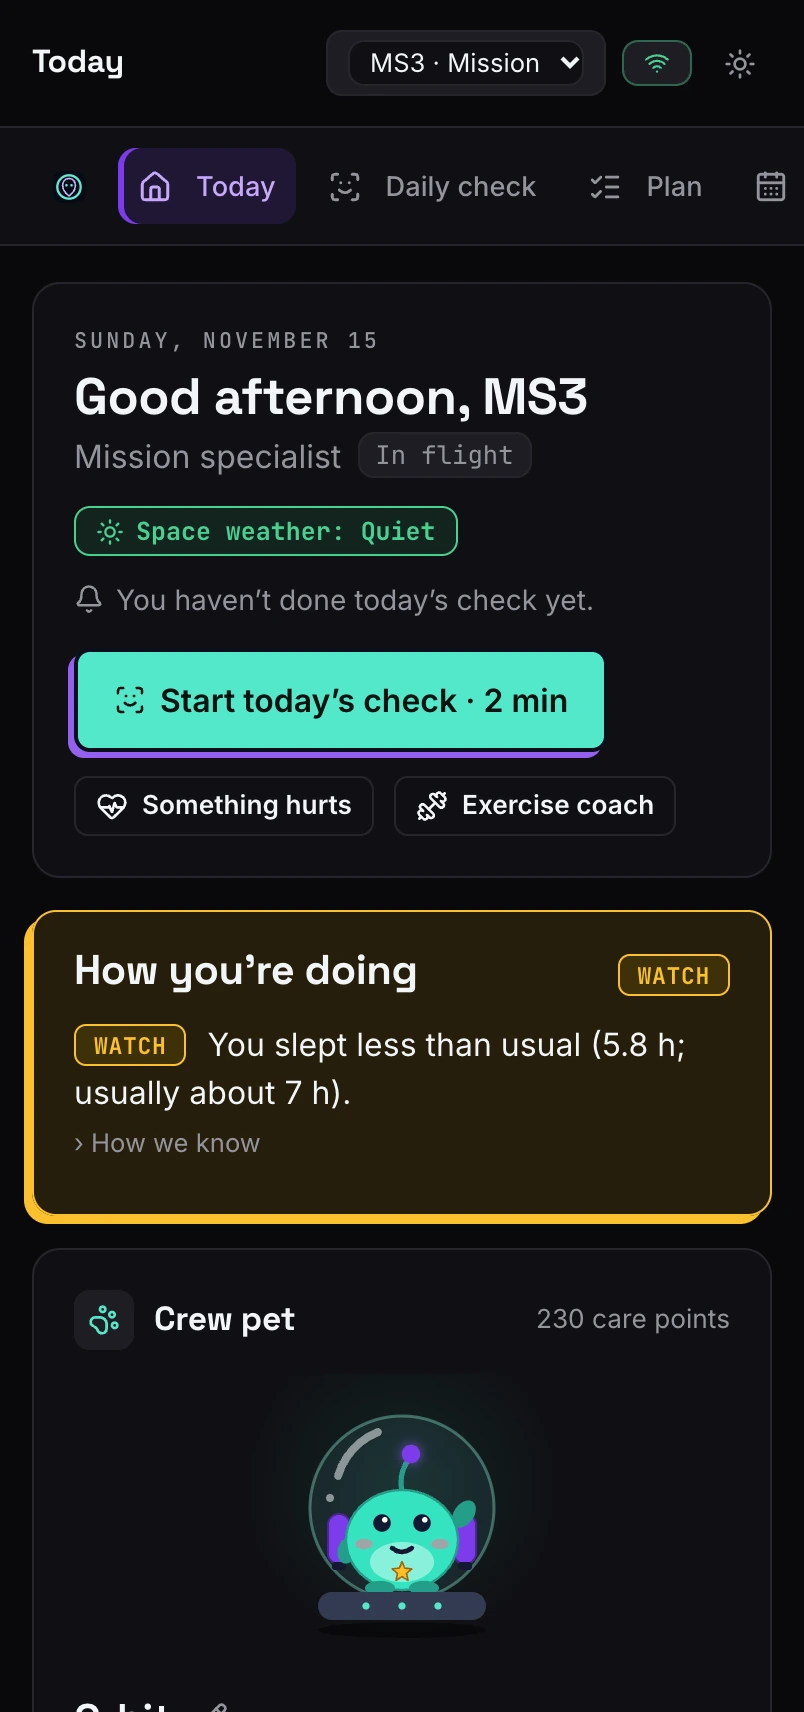 Today
MS3 · Mission
Today
Daily check
Plan
SUNDAY, NOVEMBER 15
Good afternoon, MS3
Mission specialist
In flight
Space weather: Quiet
You haven’t done today’s check yet.
Start today’s check · 2 min
Something hurts
Exercise coach
How you’re doing
WATCH
WATCH You slept less than usual (5.8 h;
usually about 7 h).
› How we know
Crew pet
230 care points